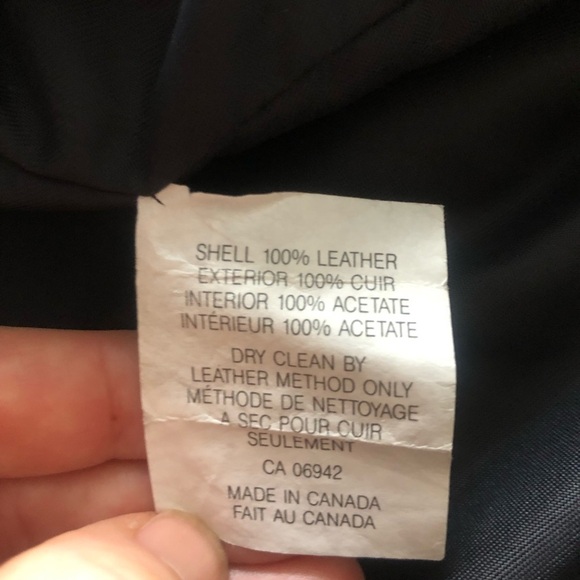 SHELL 100% LEATHER
EXTERIOR 100% CUIR
INTERIOR 100% ACETATE
INTÉRIEUR 100% ACETATE
DRY CLEAN BY
LEATHER METHOD ONLY
MÉTHODE DE NETTOYAGE
A SEC POUR CUIR
SEULEMENT
CA 06942
MADE IN CANADA
FAIT AU CANADA